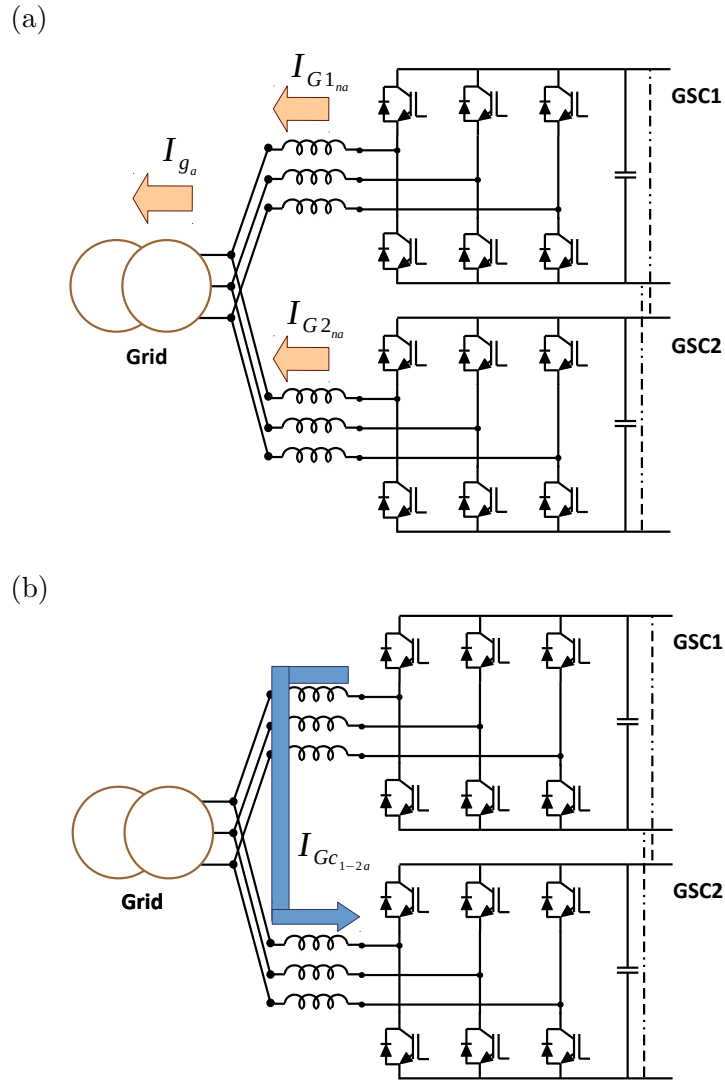 (a)
I_{G1_{na}}
GSC1
I_{g_a}
I_{G2_{na}}
Grid
GSC2
(b)
GSC1
I_{Gc_{1-2a}}
Grid
GSC2